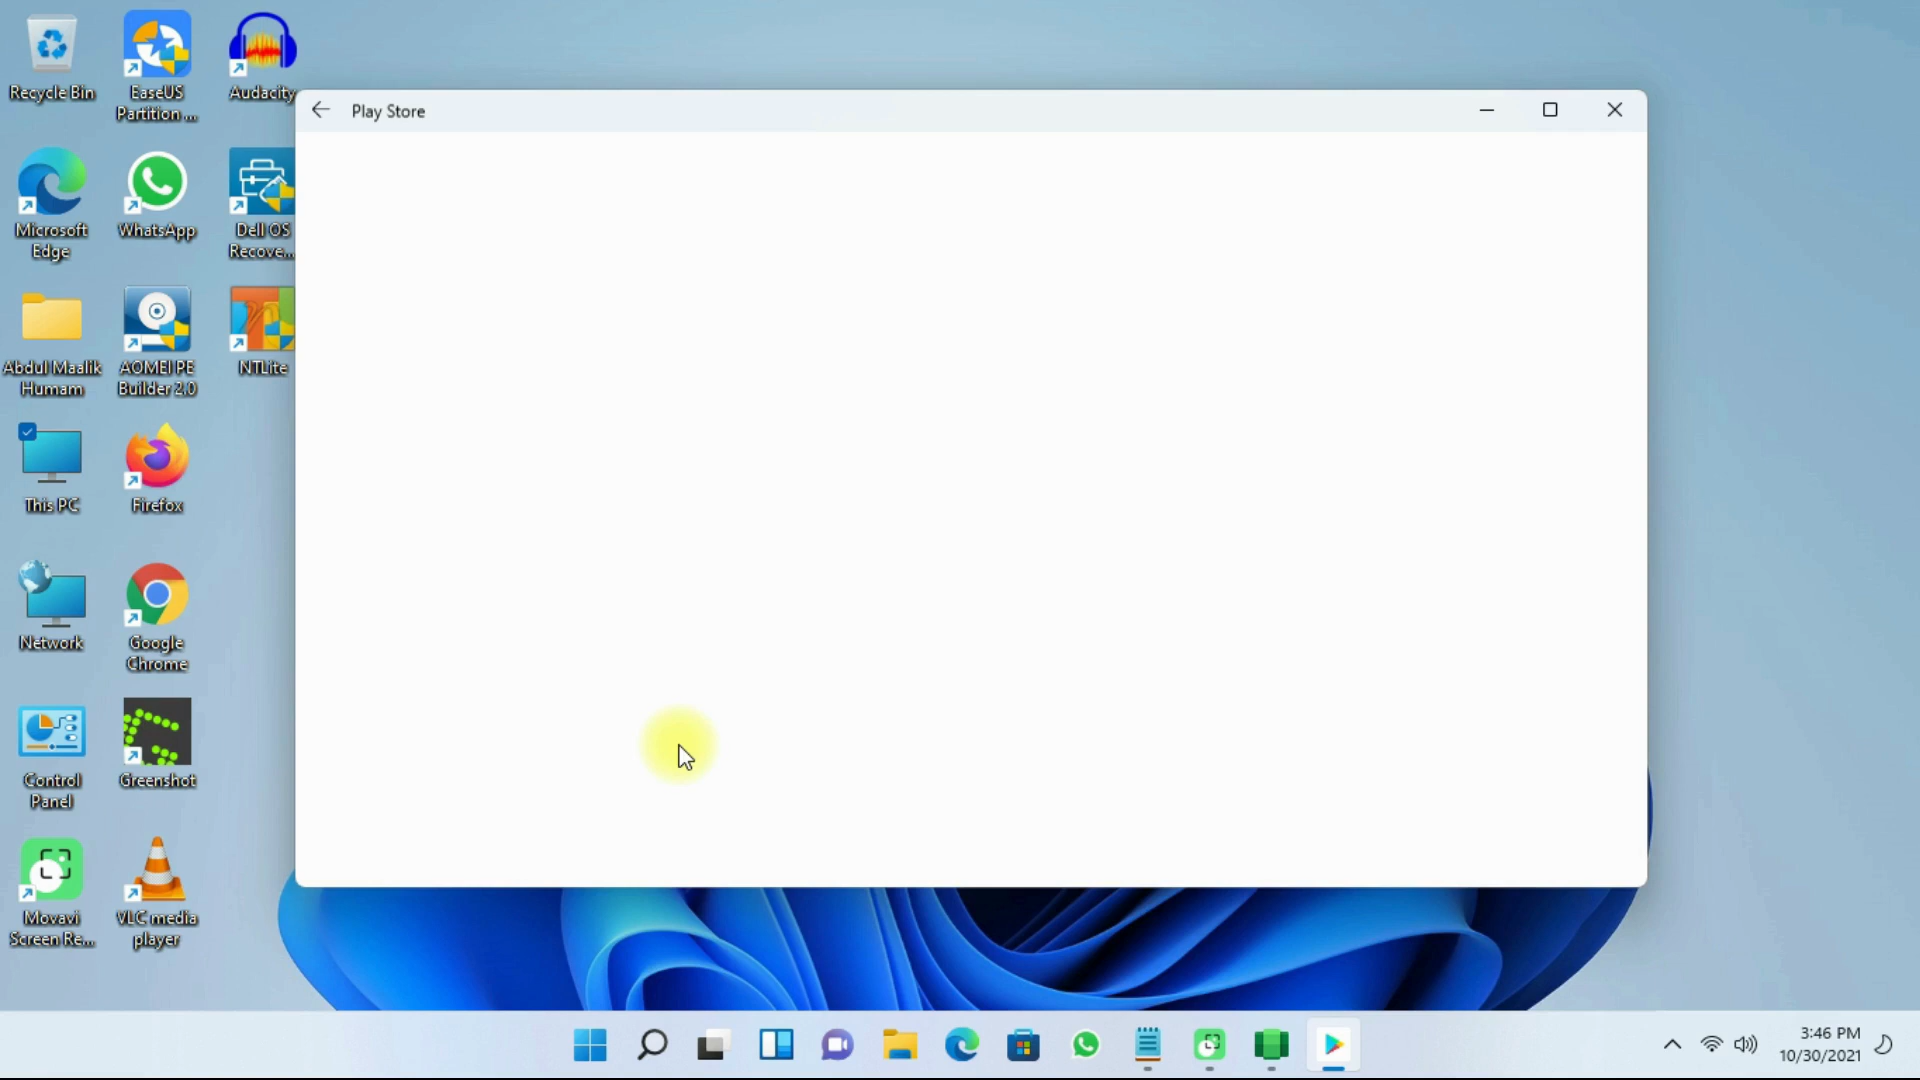 Recycle Bin
EaseUS
Partition ...
Audacity
Play Store
Microsoft
Edge
WhatsApp
Dell OS
Recove...
Abdul Maalik
Humam
AOMEI PE
Builder 2.0
NTLite
This PC
Firefox
Network
Google
Chrome
Control
Panel
Greenshot
Movavi
Screen Re...
VLC media
player
3:46 PM
10/30/2021